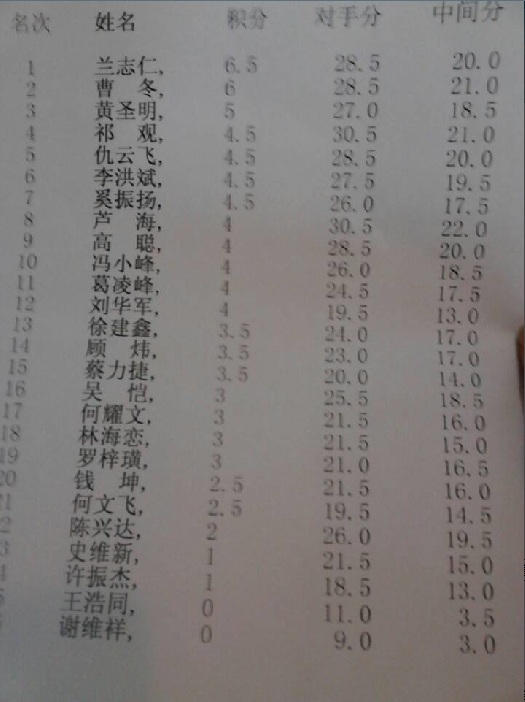 名次 姓名 积分 对手分 中间分
1 兰志仁, 6.5 28.5 20.0
2 曹 冬, 6 28.5 21.0
3 黄圣明, 5 27.0 18.5
4 祁 观, 4.5 30.5 21.0
5 仇云飞, 4.5 28.5 20.0
6 李洪斌, 4.5 27.5 19.5
7 奚振扬, 4.5 26.0 17.5
8 芦 海, 4 30.5 22.0
9 高 聪, 4 28.5 20.0
10 冯小峰, 4 26.0 18.5
11 葛凌峰, 4 24.5 17.5
12 刘华军, 4 19.5 13.0
13 徐建鑫, 3.5 24.0 17.0
14 顾 炜, 3.5 23.0 17.0
15 蔡力捷, 3.5 20.0 14.0
16 吴 恺, 3 25.5 18.5
17 何耀文, 3 21.5 16.0
18 林海恋, 3 21.5 15.0
19 罗梓璜, 3 21.0 16.5
20 钱 坤, 2.5 21.5 16.0
1 何文飞, 2.5 19.5 14.5
2 陈兴达, 2 26.0 19.5
3 史维新, 1 21.5 15.0
4 许振杰, 1 18.5 13.0
王浩同, 0 11.0 3.5
谢维祥, 0 9.0 3.0